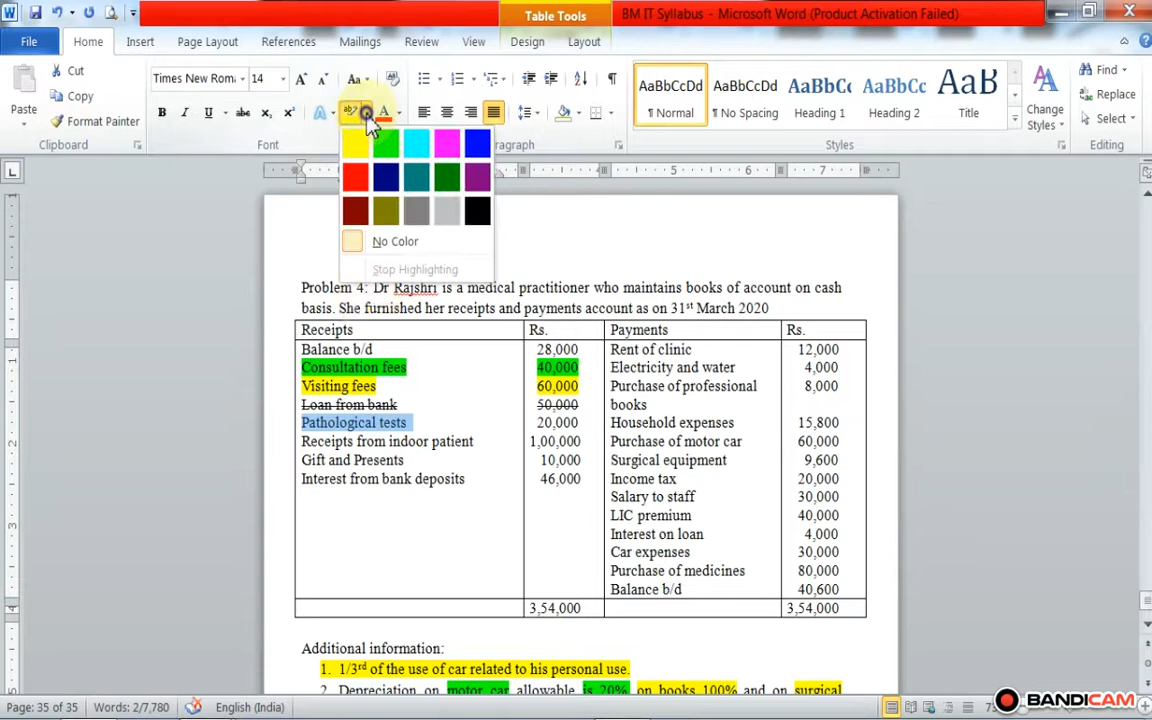 Table Tools
BM IT Syllabus - Microsoft Word (Product Activation Failed)
File Home Insert Page Layout References Mailings Review View Design Layout
Cut
Copy
Format Painter
Paste
Clipboard
Times New Rom 14 Aa
B I U abc x₂ x² A ab A
Font
Paragraph
AaBbCcDd AaBbCcDd AaBbCc AaBbCc AaB
¶ Normal ¶ No Spacing Heading 1 Heading 2 Title
Change
Styles
Styles
Find
Replace
Select
Editing
No Color
Stop Highlighting
5 6 7
Problem 4: Dr Rajshri is a medical practitioner who maintains books of account on cash
basis. She furnished her receipts and payments account as on 31st March 2020
Receipts Rs. Payments Rs.
Balance b/d 28,000 Rent of clinic 12,000
Consultation fees 40,000 Electricity and water 4,000
Visiting fees 60,000 Purchase of professional 8,000
Loan from bank 50,000 books
Pathological tests 20,000 Household expenses 15,800
Receipts from indoor patient 1,00,000 Purchase of motor car 60,000
Gift and Presents 10,000 Surgical equipment 9,600
Interest from bank deposits 46,000 Income tax 20,000
Salary to staff 30,000
LIC premium 40,000
Interest on loan 4,000
Car expenses 30,000
Purchase of medicines 80,000
Balance b/d 40,600
3,54,000 3,54,000
Additional information:
1. 1/3rd of the use of car related to his personal use.
2. Depreciation on motor car allowable is 20% on books 100% and on surgical
Page: 35 of 35 Words: 2/7,780 English (India)
BANDICAM